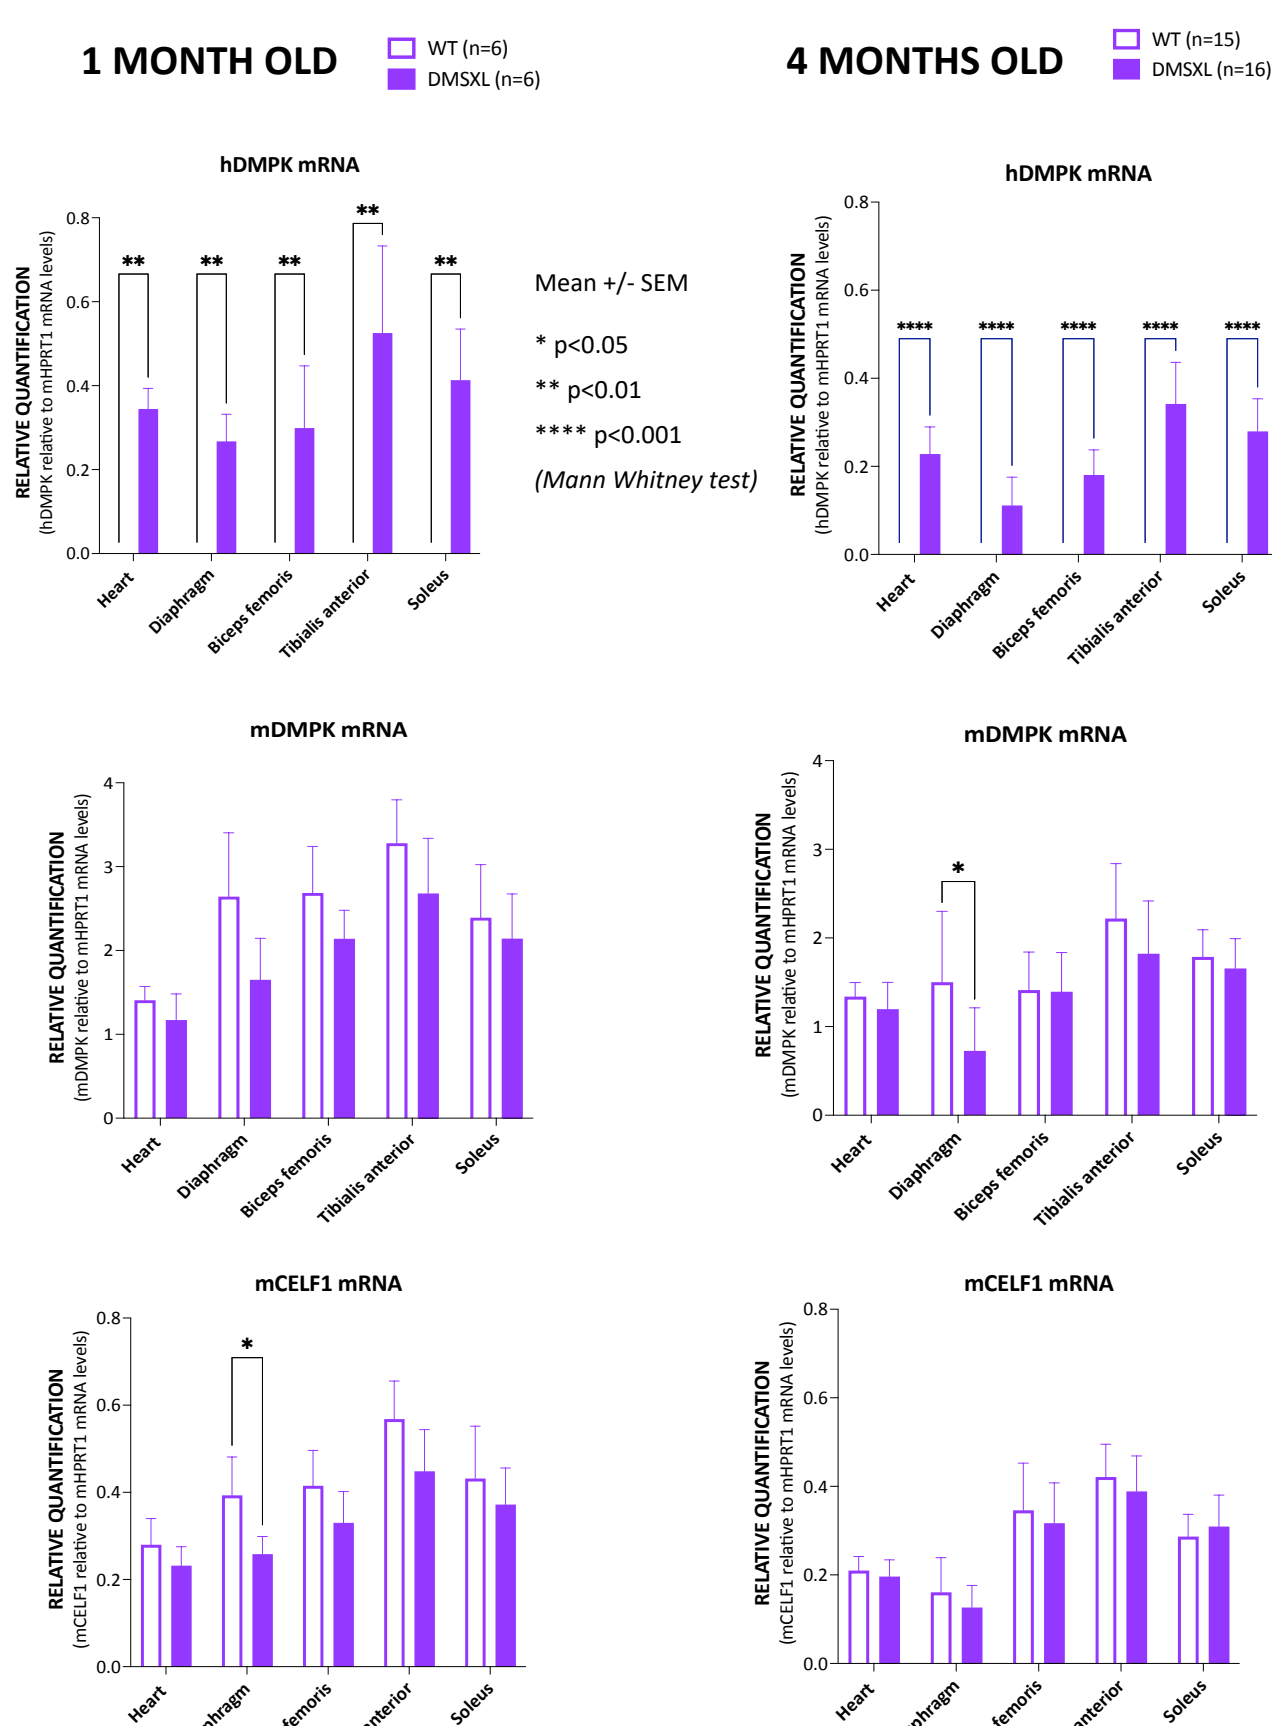 1 MONTH OLD
WT (n=6)
DMSXL (n=6)
4 MONTHS OLD
WT (n=15)
DMSXL (n=16)
hDMPK mRNA
RELATIVE QUANTIFICATION
(hDMPK relative to mHPRT1 mRNA levels)
0.8
0.6
0.4
0.2
0.0
**
**
**
**
**
Heart
Diaphragm
Biceps femoris
Tibialis anterior
Soleus
Mean +/- SEM
* p<0.05
** p<0.01
**** p<0.001
(Mann Whitney test)
hDMPK mRNA
RELATIVE QUANTIFICATION
(hDMPK relative to mHPRT1 mRNA levels)
0.8
0.6
0.4
0.2
0.0
****
****
****
****
****
Heart
Diaphragm
Biceps femoris
Tibialis anterior
Soleus
mDMPK mRNA
RELATIVE QUANTIFICATION
(mDMPK relative to mHPRT1 mRNA levels)
4
3
2
1
0
Heart
Diaphragm
Biceps femoris
Tibialis anterior
Soleus
mDMPK mRNA
RELATIVE QUANTIFICATION
(mDMPK relative to mHPRT1 mRNA levels)
4
3
2
1
0
*
Heart
Diaphragm
Biceps femoris
Tibialis anterior
Soleus
mCELF1 mRNA
RELATIVE QUANTIFICATION
(mCELF1 relative to mHPRT1 mRNA levels)
0.8
0.6
0.4
0.2
0.0
*
Heart
phragm
femoris
anterior
Soleus
mCELF1 mRNA
RELATIVE QUANTIFICATION
(mCELF1 relative to mHPRT1 mRNA levels)
0.8
0.6
0.4
0.2
0.0
Heart
phragm
femoris
anterior
Soleus